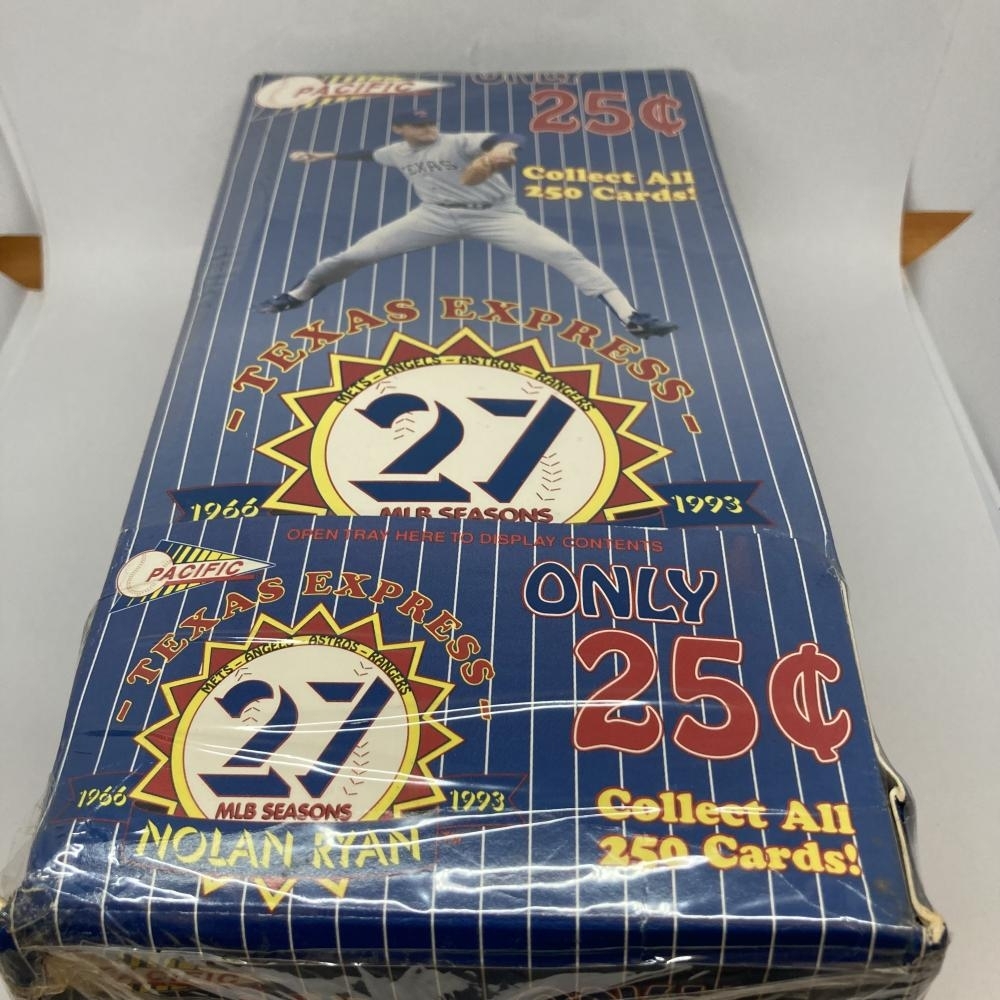 PACIFIC
ONLY
25¢
TEXAS
Collect All
250 Cards!
- TEXAS EXPRESS -
METS - ANGELS - ASTROS - RANGERS
27
MLB SEASONS
1966
1993
OPEN TRAY HERE TO DISPLAY CONTENTS
PACIFIC
ONLY
25¢
- TEXAS EXPRESS -
METS - ANGELS - ASTROS - RANGERS
27
MLB SEASONS
1966
1993
NOLAN RYAN
Collect All
250 Cards!
PACIFIC